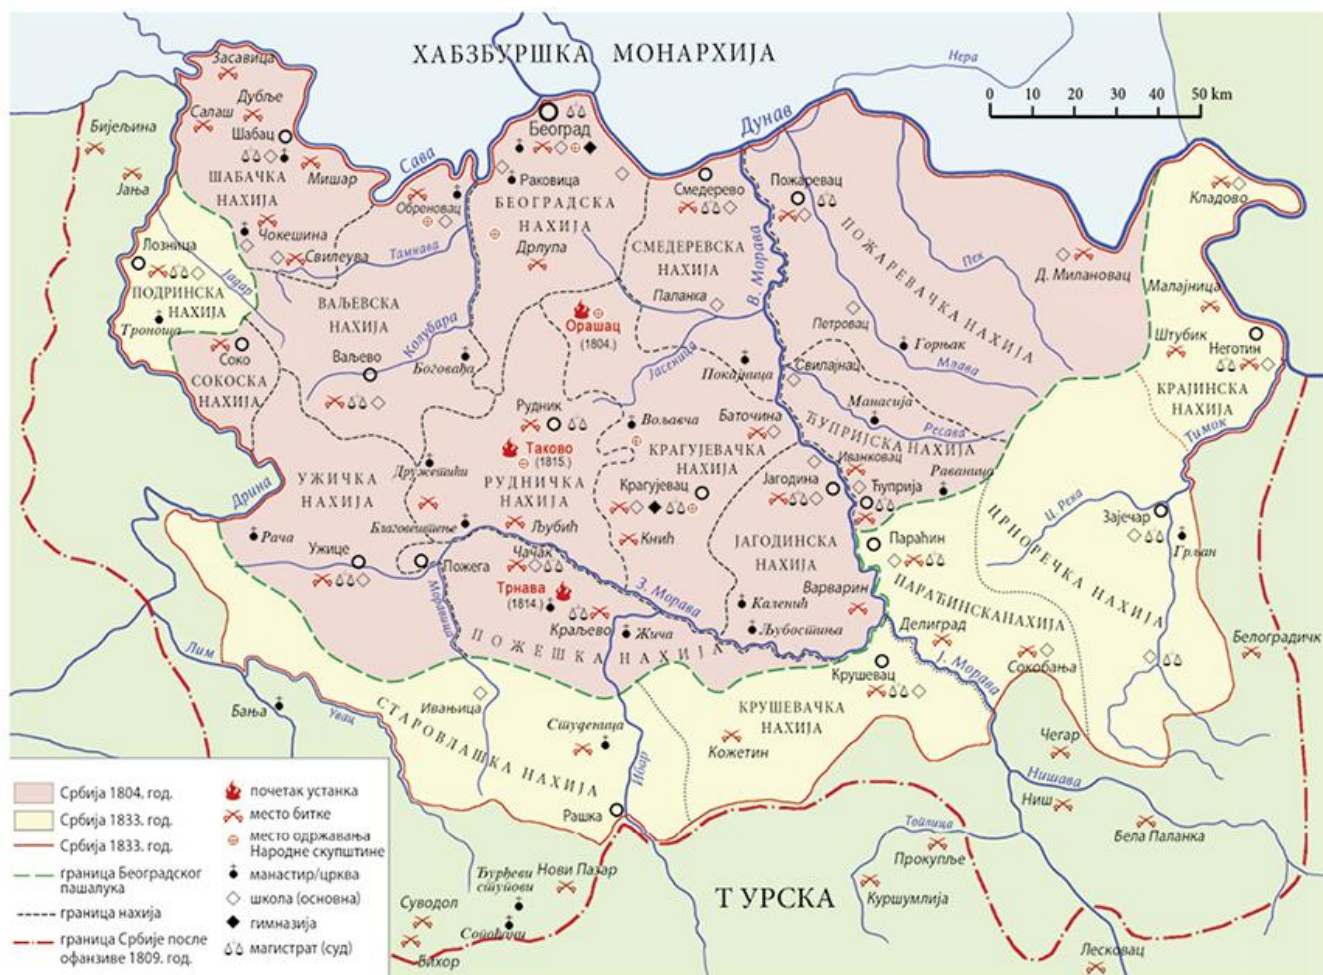 ХАБЗБУРШКА МОНАРХИЈА
Нера
0 10 20 30 40 50 km
Засавица
Дубље
Салаш
Шабац
Бијељина
Јања
Мишар
ШАБАЧКА
НАХИЈА
Сава
Београд
Дунав
Раковица
БЕОГРАДСКА
НАХИЈА
Обреновац
Смедерево
Пожаревац
Кладово
Чокешина
Свилеува
Тамнава
Дрлупа
СМЕДЕРЕВСКА
НАХИЈА
В. Морава
ПОЖАРЕВАЧКА НАХИЈА
Пек
Д. Милановац
Лозница
Јадар
ПОДРИНСКА
НАХИЈА
Троноша
ВАЉЕВСКА
НАХИЈА
Колубара
Паланка
Малајница
Орашац
(1804.)
Петровац
Горњак
Млава
Штубик
Неготин
КРАЈИНСКА
НАХИЈА
Тимок
Соко
СОКОСКА
НАХИЈА
Ваљево
Боговађа
Јасеница
Покајница
Свилајнац
Манасија
Ресава
ЋУПРИЈСКА НАХИЈА
Рудник
Вољавча
Баточина
Таково
(1815.)
КРАГУЈЕВАЧКА
НАХИЈА
Иванковац
Раваница
Дружетићи
РУДНИЧКА
НАХИЈА
Крагујевац
Јагодина
Ћуприја
УЖИЧКА
НАХИЈА
Дрина
Ц. Река
Зајечар
Грљан
ЦРНОРЕЧКА НАХИЈА
Благовештење
Љубић
Кнић
Рача
Ужице
Пожега
Чачак
ЈАГОДИНСКА
НАХИЈА
Параћин
ПАРАЋИНСКА НАХИЈА
Моравица
Трнава
(1814.)
З. Морава
Каленић
Варварин
Краљево
Жича
Љубостиња
Делиград
Сокобања
Белоградичк
ПОЖЕШКА НАХИЈА
Лим
Ј. Морава
Крушевац
Бања
Увац
Ивањица
СТАРОВЛАШКА НАХИЈА
Студеница
Ибар
КРУШЕВАЧКА
НАХИЈА
Кожетин
Чегар
Нишава
Ниш
Рашка
Топлица
Бела Паланка
Прокупље
Куршумлија
Нови Пазар
Ђурђеви
ступови
ТУРСКА
Суводол
Сопоћани
Бихор
Лесковац
Србија 1804. год.
Србија 1833. год.
Србија 1833. год.
граница Београдског
пашалука
граница нахија
граница Србије после
офанзиве 1809. год.
почетак устанка
место битке
место одржавања
Народне скупштине
манастир/црква
школа (основна)
гимназија
магистрат (суд)